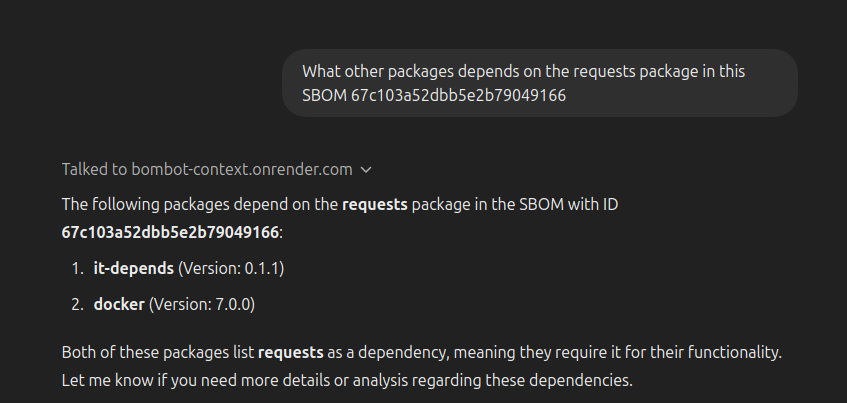 What other packages depends on the requests package in this
SBOM 67c103a52dbb5e2b79049166
Talked to bombot-context.onrender.com
The following packages depend on the requests package in the SBOM with ID
67c103a52dbb5e2b79049166:
1. it-depends (Version: 0.1.1)
2. docker (Version: 7.0.0)
Both of these packages list requests as a dependency, meaning they require it for their functionality.
Let me know if you need more details or analysis regarding these dependencies.